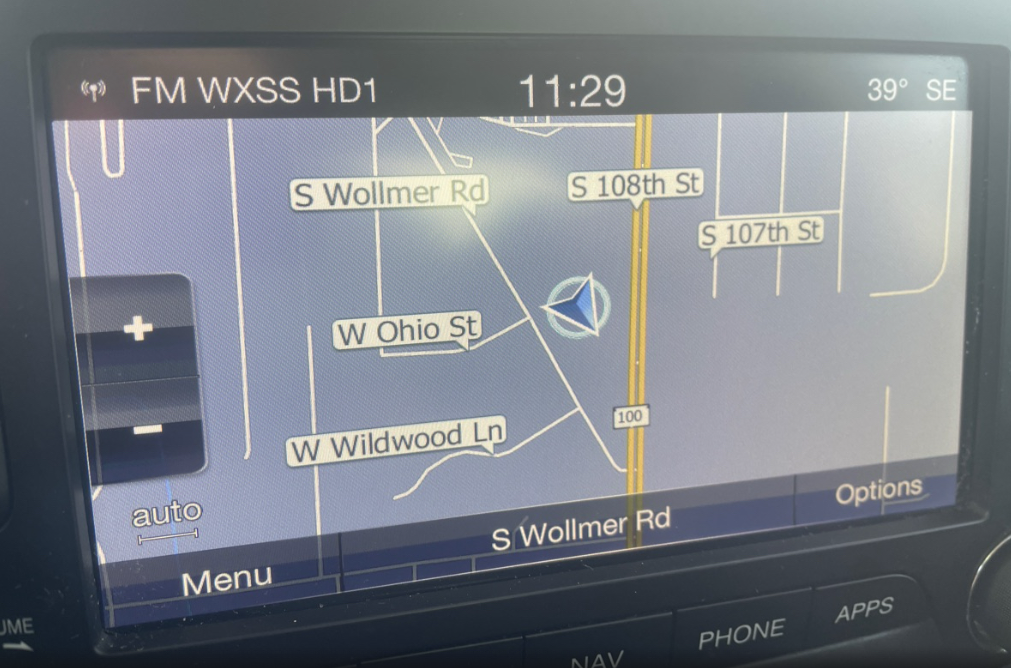 FM WXSS HD1 11:29 39° SE
S Wollmer Rd
S 108th St
S 107th St
+
W Ohio St
100
W Wildwood Ln
-
auto
Menu
S Wollmer Rd
Options
NAV
PHONE
APPS